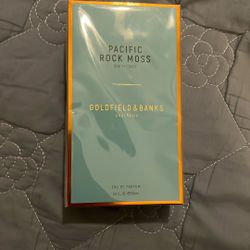 PACIFIC
ROCK MOSS
GOLDFIELD & BANKS
AUSTRALIA
EAU DE PARFUM